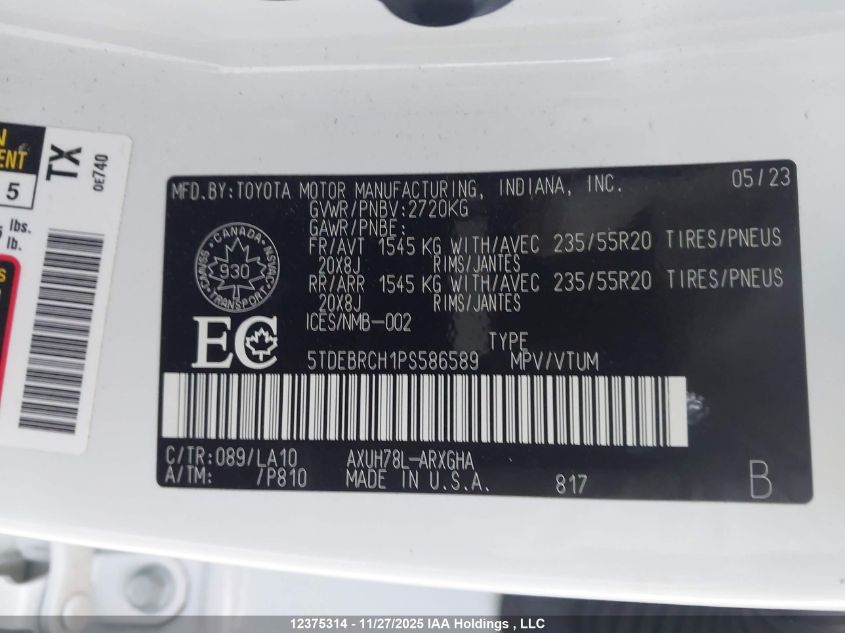 N
ENT
5
lbs.
lb.
S
TX
OE740
MFD.BY:TOYOTA MOTOR MANUFACTURING, INDIANA, INC. 05/23
GVWR/PNBV:2720KG
GAWR/PNBE:
FR/AVT 1545 KG WITH/AVEC 235/55R20 TIRES/PNEUS
20X8J RIMS/JANTES
RR/ARR 1545 KG WITH/AVEC 235/55R20 TIRES/PNEUS
20X8J RIMS/JANTES
ICES/NMB-002
CANADA
930
TRANSPORT
EC
TYPE
5TDEBRCH1PS586589 MPV/VTUM
C/TR:089/LA10 AXUH78L-ARXGHA
A/TM: /P810 MADE IN U.S.A. 817 B
12375314 - 11/27/2025 IAA Holdings , LLC